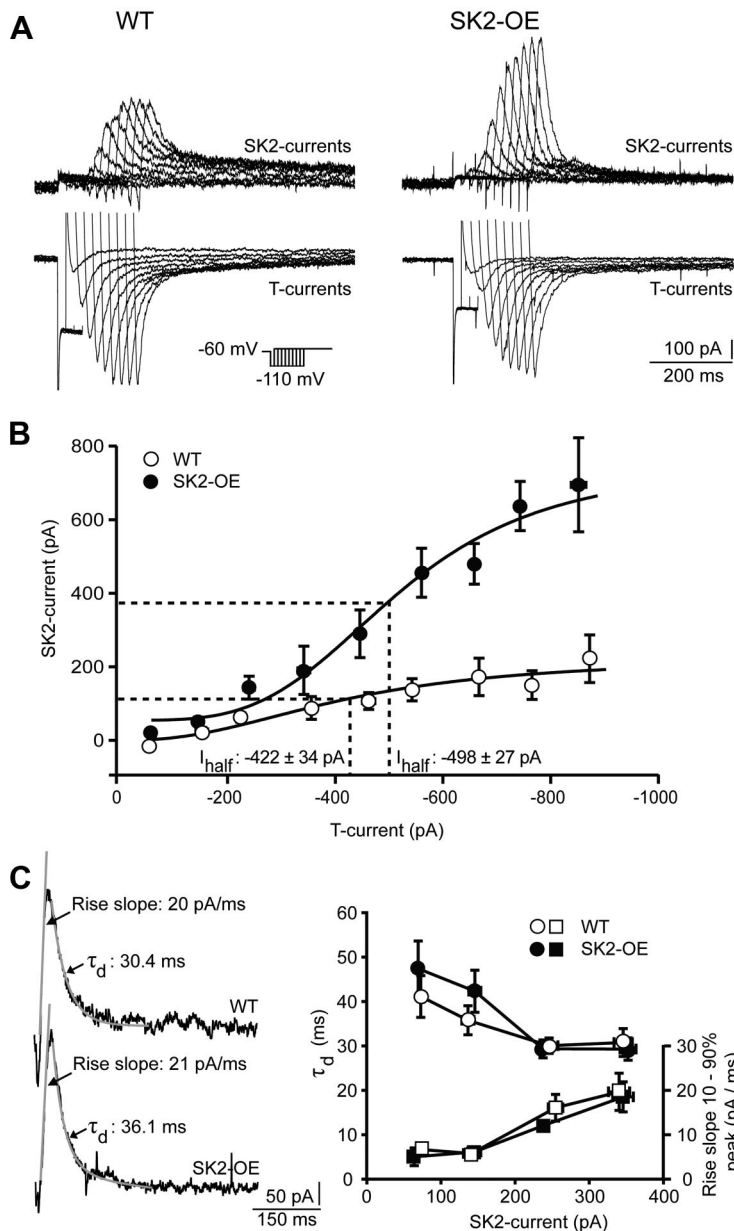 A
WT
SK2-OE
SK2-currents
SK2-currents
T-currents
T-currents
-60 mV
-110 mV
100 pA
200 ms
B
800
600
400
200
0
SK2-current (pA)
WT
SK2-OE
I half : -422 ± 34 pA
I half : -498 ± 27 pA
0
-200
-400
-600
-800
-1000
T-current (pA)
C
Rise slope: 20 pA/ms
τd : 30.4 ms
WT
Rise slope: 21 pA/ms
τd : 36.1 ms
SK2-OE
50 pA
150 ms
60
50
40
30
20
10
0
τd (ms)
WT
SK2-OE
30
20
10
0
Rise slope 10 - 90%
peak (pA / ms)
0
100
200
300
400
SK2-current (pA)